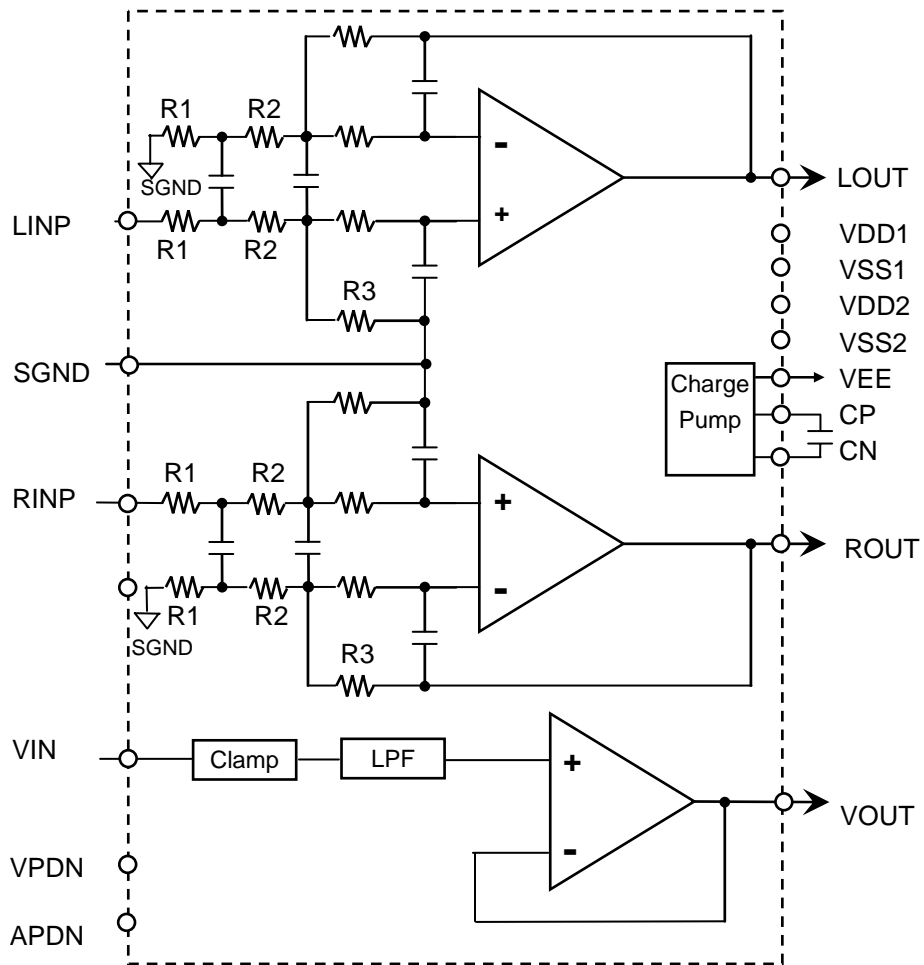 R1
R2
-
LOUT
SGND
LINP
+
R1
R2
VDD1
VSS1
R3
VDD2
VSS2
SGND
Charge
Pump
VEE
CP
CN
R1
R2
RINP
+
ROUT
R1
R2
-
SGND
R3
VIN
Clamp
LPF
+
VOUT
-
VPDN
APDN